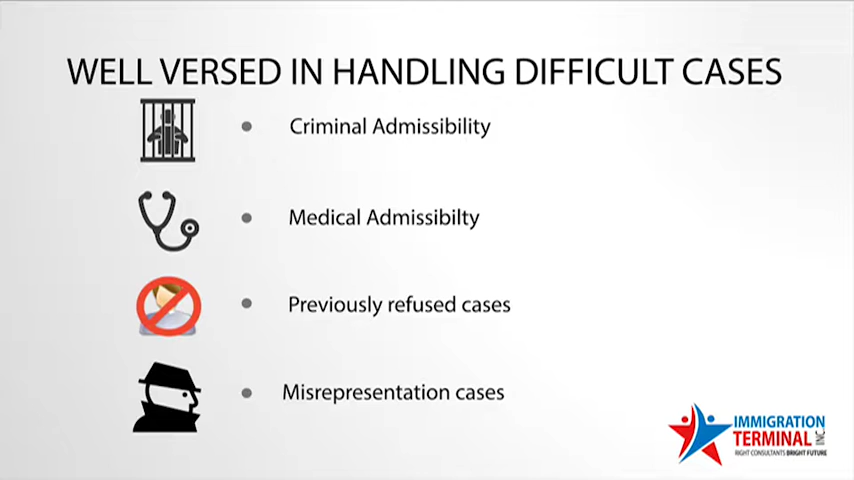 WELL VERSED IN HANDLING DIFFICULT CASES
• Criminal Admissibility
• Medical Admissibilty
• Previously refused cases
• Misrepresentation cases
IMMIGRATION
TERMINAL INC.
RIGHT CONSULTANTS BRIGHT FUTURE